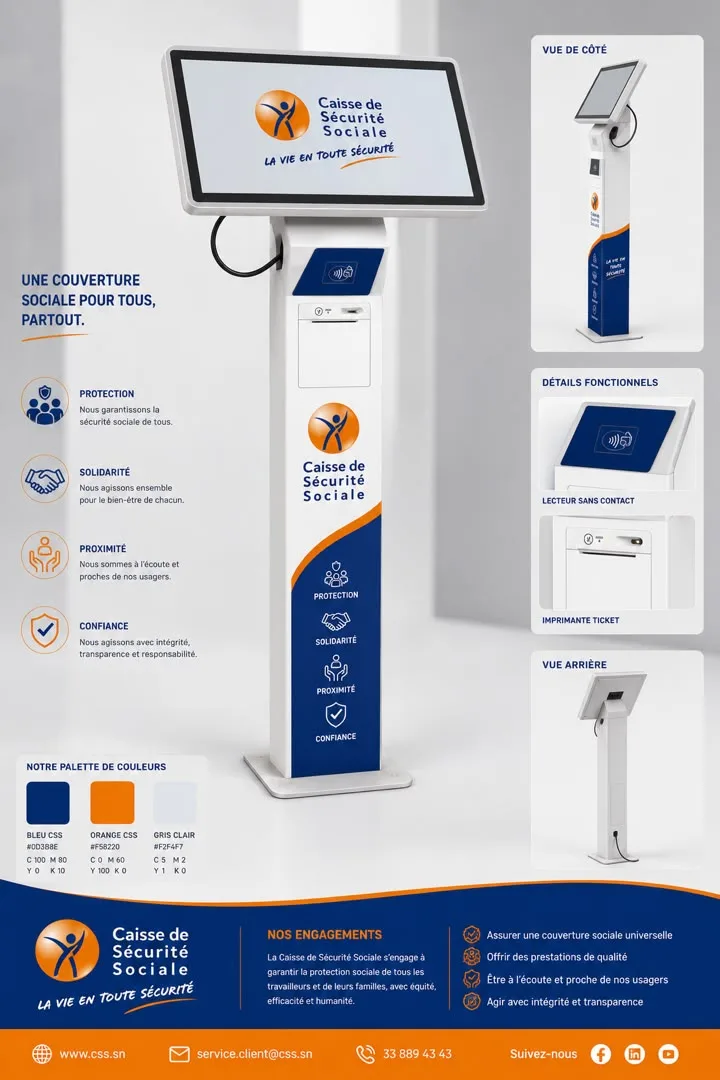 Caisse de
Sécurité
Sociale
LA VIE EN TOUTE SÉCURITÉ
UNE COUVERTURE
SOCIALE POUR TOUS,
PARTOUT.
PROTECTION
Nous garantissons la
sécurité sociale de tous.
SOLIDARITÉ
Nous agissons ensemble
pour le bien-être de chacun.
PROXIMITÉ
Nous sommes à l'écoute et
proches de nos usagers.
CONFIANCE
Nous agissons avec intégrité,
transparence et responsabilité.
Caisse de
Sécurité
Sociale
PROTECTION
SOLIDARITÉ
PROXIMITÉ
CONFIANCE
VUE DE CÔTÉ
LA VIE EN
TOUTE
SÉCURITÉ
DÉTAILS FONCTIONNELS
LECTEUR SANS CONTACT
IMPRIMANTE TICKET
VUE ARRIÈRE
NOTRE PALETTE DE COULEURS
BLEU CSS
#0D3B8E
C 100 M 80
Y 0 K 10
ORANGE CSS
#F58220
C 0 M 60
Y 100 K 0
GRIS CLAIR
#F2F4F7
C 5 M 2
Y 1 K 0
Caisse de
Sécurité
Sociale
LA VIE EN TOUTE SÉCURITÉ
NOS ENGAGEMENTS
La Caisse de Sécurité Sociale s'engage à
garantir la protection sociale de tous les
travailleurs et de leurs familles, avec équité,
efficacité et humanité.
Assurer une couverture sociale universelle
Offrir des prestations de qualité
Être à l'écoute et proche de nos usagers
Agir avec intégrité et transparence
www.css.sn
service.client@css.sn
33 889 43 43
Suivez-nous